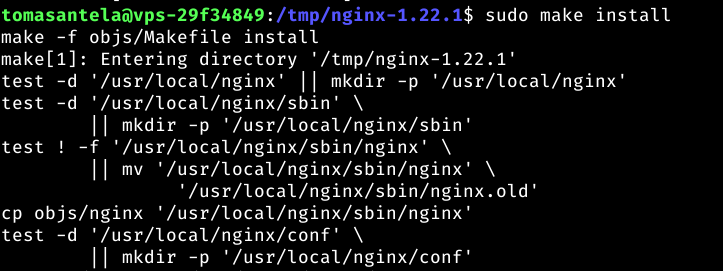 tomasantela@vps-29f34849:/tmp/nginx-1.22.1$ sudo make install
make -f objs/Makefile install
make[1]: Entering directory '/tmp/nginx-1.22.1'
test -d '/usr/local/nginx' || mkdir -p '/usr/local/nginx'
test -d '/usr/local/nginx/sbin' \
        || mkdir -p '/usr/local/nginx/sbin'
test ! -f '/usr/local/nginx/sbin/nginx' \
        || mv '/usr/local/nginx/sbin/nginx' \
                '/usr/local/nginx/sbin/nginx.old'
cp objs/nginx '/usr/local/nginx/sbin/nginx'
test -d '/usr/local/nginx/conf' \
        || mkdir -p '/usr/local/nginx/conf'